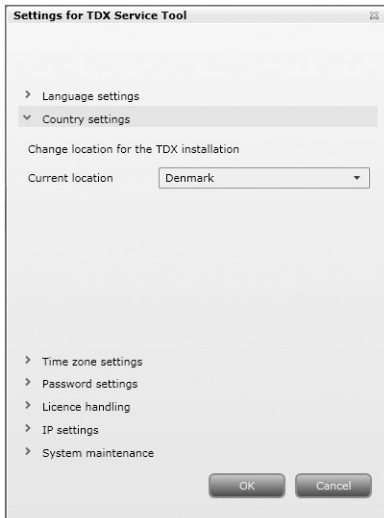 Settings for TDX Service Tool
Language settings
Country settings
Change location for the TDX installation
Current location Denmark
Time zone settings
Password settings
Licence handling
IP settings
System maintenance
OK Cancel